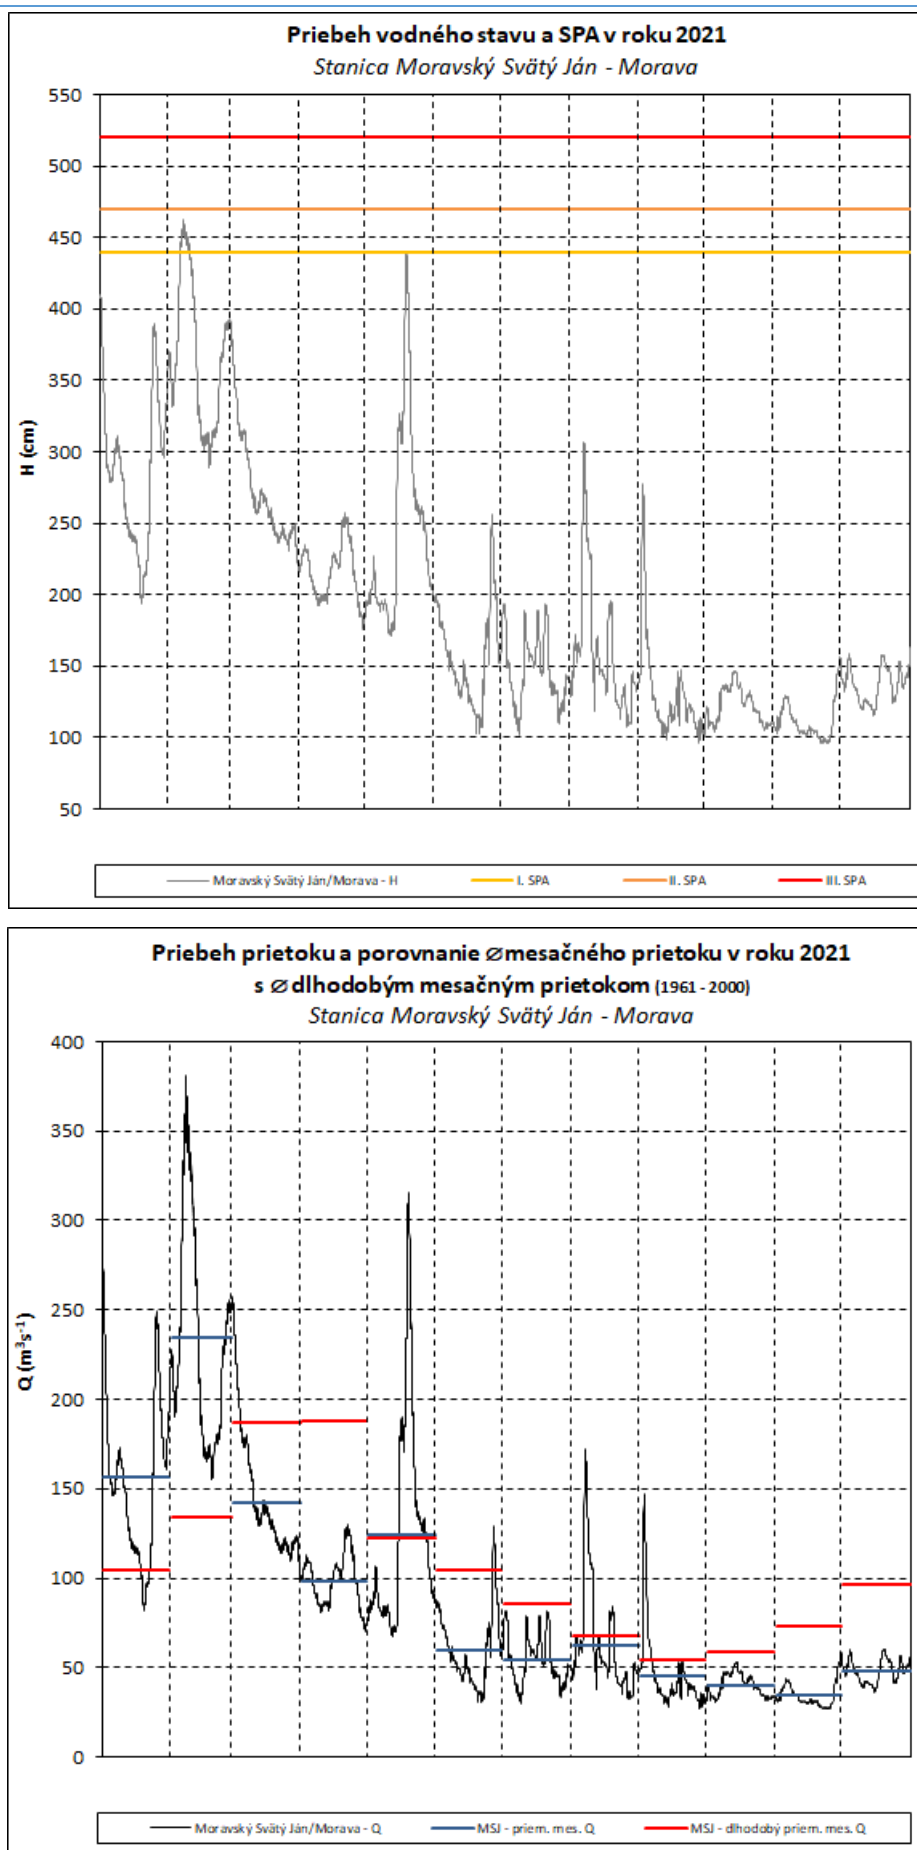 Priebeh vodného stavu a SPA v roku 2021
Stanica Moravský Svätý Ján - Morava
550
500
450
400
350
300
250
200
150
100
50
H (cm)
Moravský Svätý Ján/Morava - H
I. SPA
II. SPA
III. SPA
Priebeh prietoku a porovnanie ∅ mesačného prietoku v roku 2021
s ∅ dlhodobým mesačným prietokom (1961 - 2000)
Stanica Moravský Svätý Ján - Morava
400
350
300
250
200
150
100
50
0
Q (m³s⁻¹)
Moravský Svätý Ján/Morava - Q
MSJ - priem. mes. Q
MSJ - dlhodobý priem. mes. Q